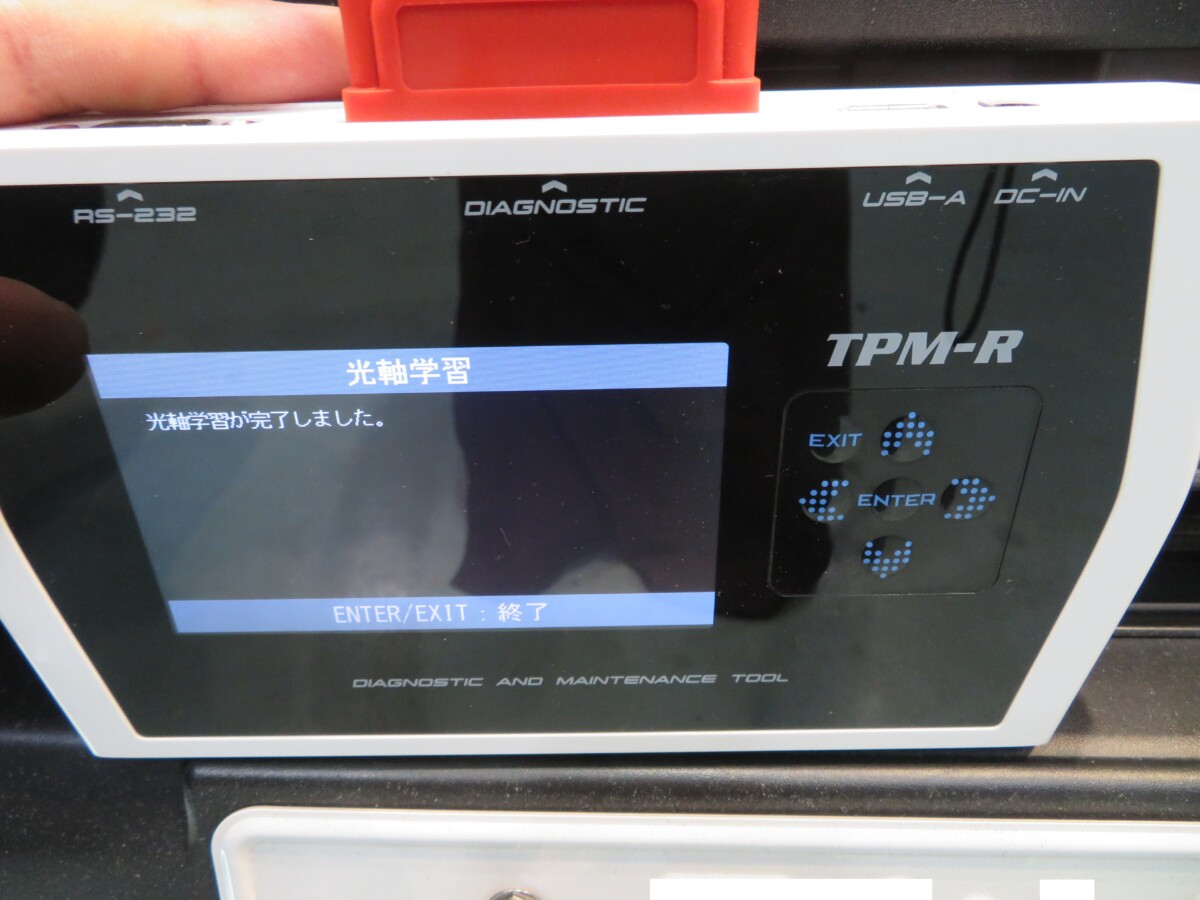 RS-232
DIAGNOSTIC
USB-A
DC-IN
TPM-R
光軸学習
光軸学習が完了しました。
EXIT
ENTER
ENTER/EXIT : 終了
DIAGNOSTIC AND MAINTENANCE TOOL